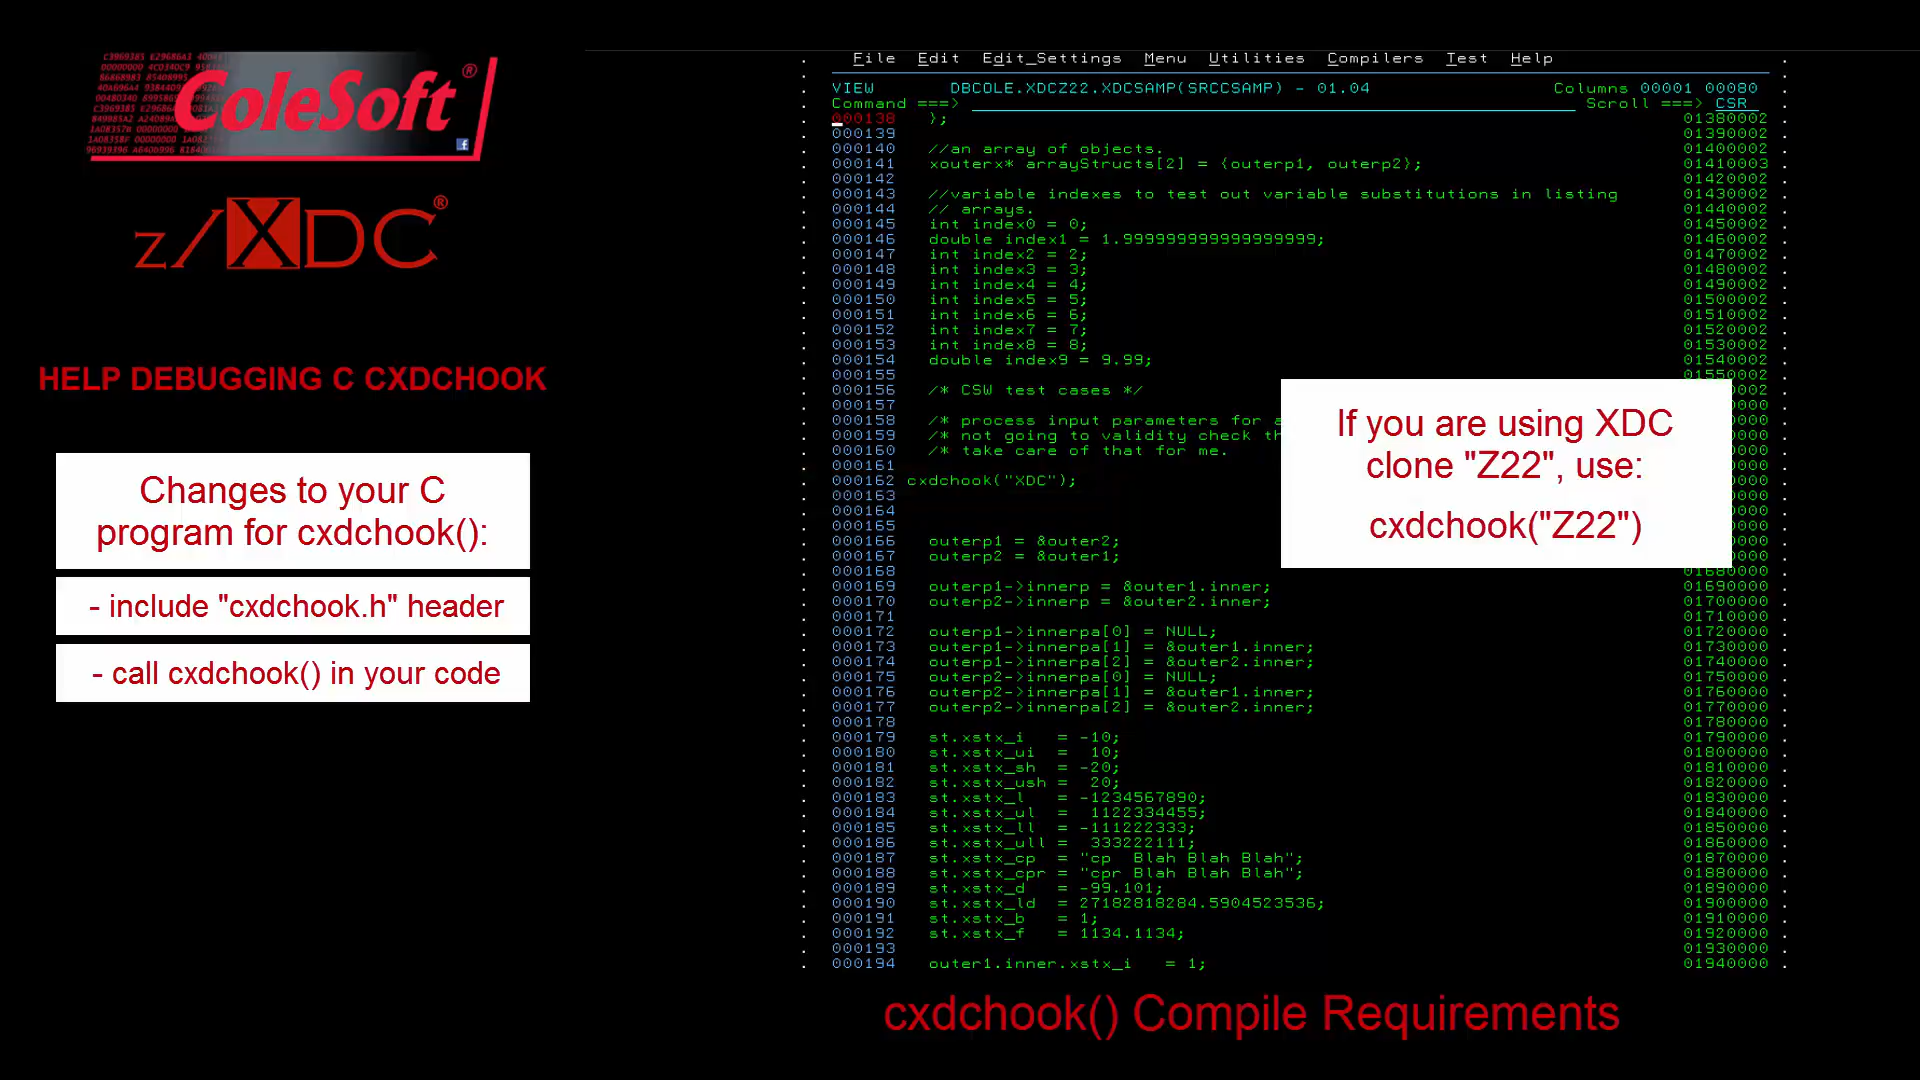 ColeSoft®
z/XDC®
HELP DEBUGGING C CXDCHOOK
Changes to your C
program for cxdchook():
- include "cxdchook.h" header
- call cxdchook() in your code
File Edit Edit_Settings Menu Utilities Compilers Test Help
VIEW DBCOLE.XDCZ22.XDCSAMP(SRCCSAMP) - 01.04 Columns 00001 00080
Command ===> Scroll ===> CSR
000138 }; 01380002
000139 01390002
000140 //an array of objects. 01400002
000141 xouterx* arrayStructs[2] = {outerp1, outerp2}; 01410003
000142 01420002
000143 //variable indexes to test out variable substitutions in listing 01430002
000144 // arrays. 01440002
000145 int index0 = 0; 01450002
000146 double index1 = 1.9999999999999999999; 01460002
000147 int index2 = 2; 01470002
000148 int index3 = 3; 01480002
000149 int index4 = 4; 01490002
000150 int index5 = 5; 01500002
000151 int index6 = 6; 01510002
000152 int index7 = 7; 01520002
000153 int index8 = 8; 01530002
000154 double index9 = 9.99; 01540002
000155 01550002
000156 /* CSW test cases */
000157
000158 /* process input parameters for
000159 /* not going to validity check
000160 /* take care of that for me.
000161
000162 cxdchook("XDC");
000163
000164
000165
000166 outerp1 = &outer2;
000167 outerp2 = &outer1;
000168 01680000
000169 outerp1->innerp = &outer1.inner; 01690000
000170 outerp2->innerp = &outer2.inner; 01700000
000171 01710000
000172 outerp1->innerpa[0] = NULL; 01720000
000173 outerp1->innerpa[1] = &outer1.inner; 01730000
000174 outerp1->innerpa[2] = &outer2.inner; 01740000
000175 outerp2->innerpa[0] = NULL; 01750000
000176 outerp2->innerpa[1] = &outer1.inner; 01760000
000177 outerp2->innerpa[2] = &outer2.inner; 01770000
000178 01780000
000179 st.xstx_i = -10; 01790000
000180 st.xstx_ui = 10; 01800000
000181 st.xstx_sh = -20; 01810000
000182 st.xstx_ush = 20; 01820000
000183 st.xstx_l = -1234567890; 01830000
000184 st.xstx_ul = 1122334455; 01840000
000185 st.xstx_ll = -111222333; 01850000
000186 st.xstx_ull = 333222111; 01860000
000187 st.xstx_cp = "cp Blah Blah Blah"; 01870000
000188 st.xstx_cpr = "cpr Blah Blah Blah"; 01880000
000189 st.xstx_d = -99.101; 01890000
000190 st.xstx_ld = 27182818284.5904523536; 01900000
000191 st.xstx_b = 1; 01910000
000192 st.xstx_f = 1134.1134; 01920000
000193 01930000
000194 outer1.inner.xstx_i = 1; 01940000
If you are using XDC
clone "Z22", use:
cxdchook("Z22")
cxdchook() Compile Requirements